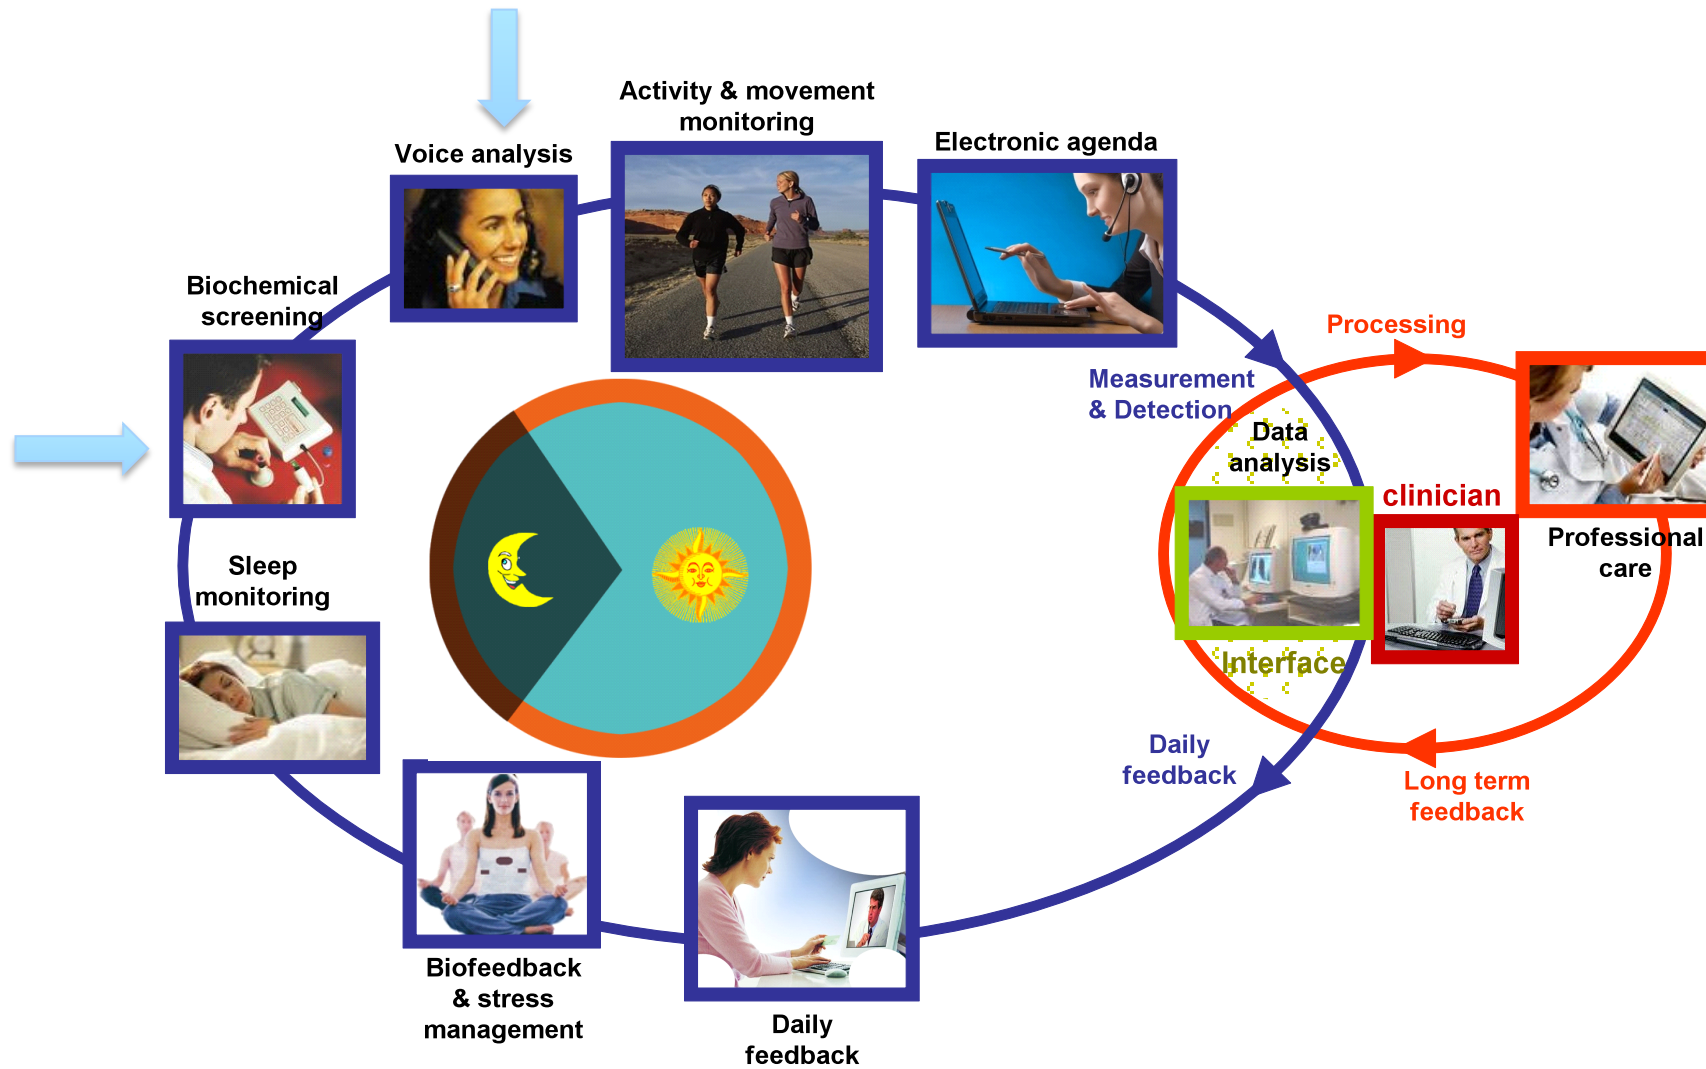 Activity & movement
monitoring
Electronic agenda
Voice analysis
Biochemical
screening
Processing
Measurement
& Detection
Data
analysis
clinician
Professional
care
Sleep
monitoring
Interface
Daily
feedback
Long term
feedback
Biofeedback
& stress
management
Daily
feedback